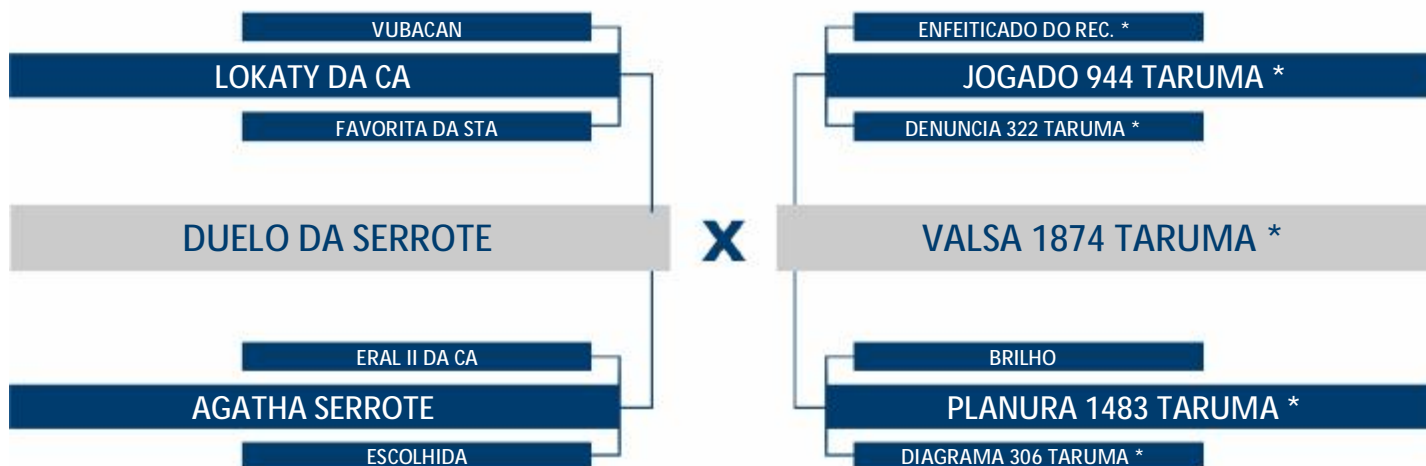 VUBACAN
LOKATY DA CA
FAVORITA DA STA
DUELO DA SERROTE
ERAL II DA CA
AGATHA SERROTE
ESCOLHIDA
X
ENFEITICADO DO REC. *
JOGADO 944 TARUMA *
DENUNCIA 322 TARUMA *
VALSA 1874 TARUMA *
BRILHO
PLANURA 1483 TARUMA *
DIAGRAMA 306 TARUMA *